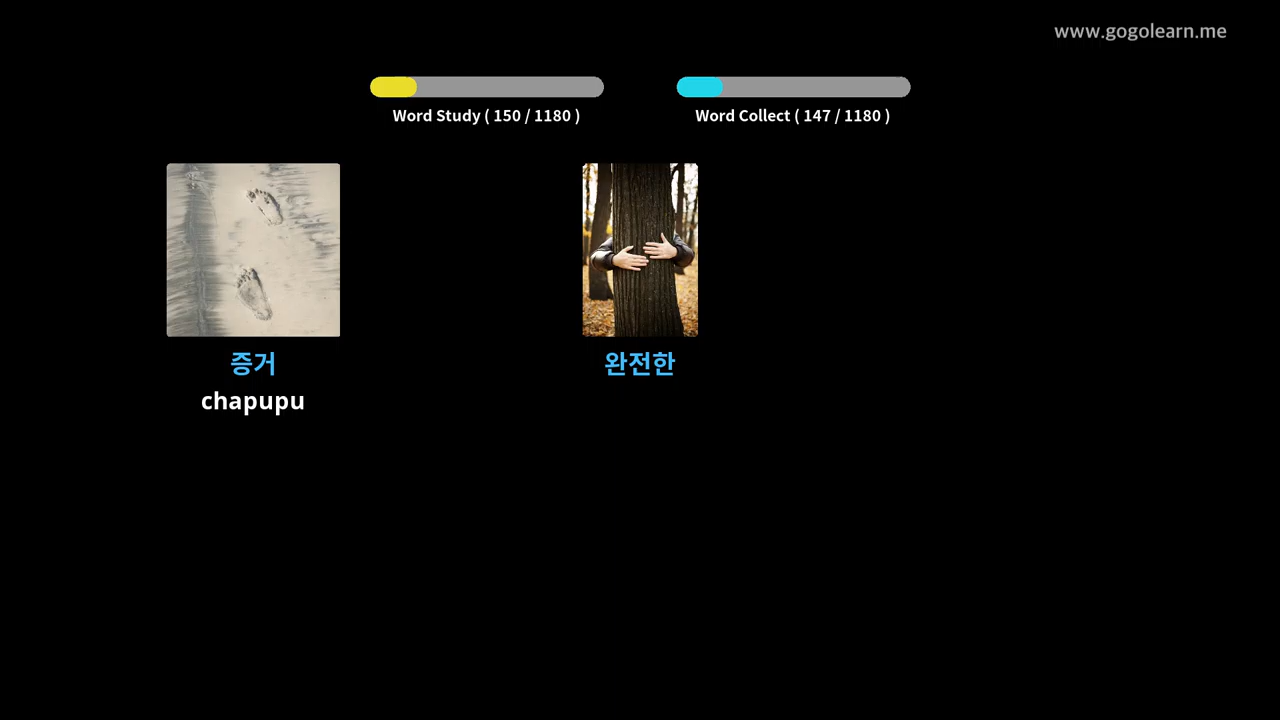 www.gogolearn.me
Word Study ( 150 / 1180 )
Word Collect ( 147 / 1180 )
증거
chapupu
완전한